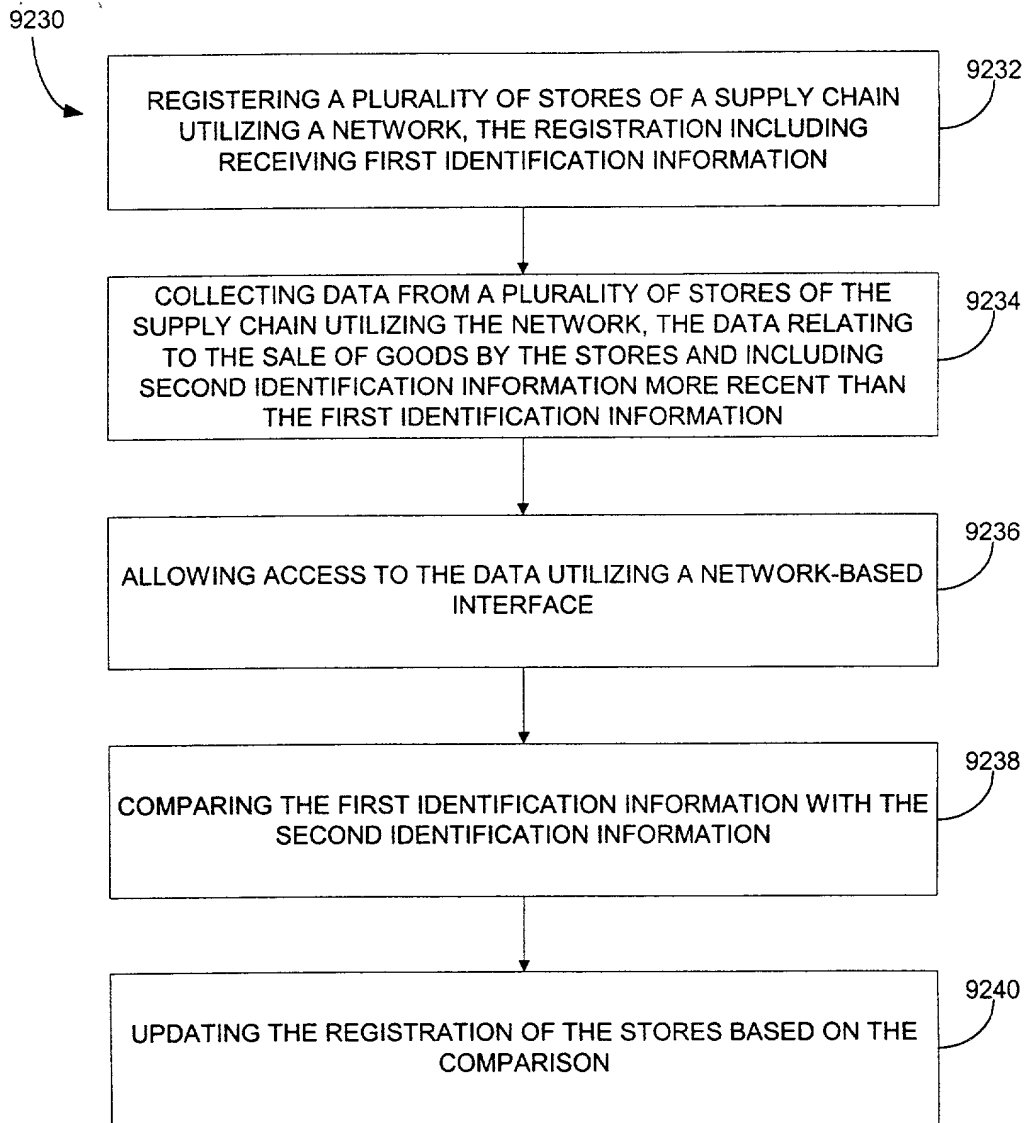 9230
9232
REGISTERING A PLURALITY OF STORES OF A SUPPLY CHAIN
UTILIZING A NETWORK, THE REGISTRATION INCLUDING
RECEIVING FIRST IDENTIFICATION INFORMATION
9234
COLLECTING DATA FROM A PLURALITY OF STORES OF THE
SUPPLY CHAIN UTILIZING THE NETWORK, THE DATA RELATING
TO THE SALE OF GOODS BY THE STORES AND INCLUDING
SECOND IDENTIFICATION INFORMATION MORE RECENT THAN
THE FIRST IDENTIFICATION INFORMATION
9236
ALLOWING ACCESS TO THE DATA UTILIZING A NETWORK-BASED
INTERFACE
9238
COMPARING THE FIRST IDENTIFICATION INFORMATION WITH THE
SECOND IDENTIFICATION INFORMATION
9240
UPDATING THE REGISTRATION OF THE STORES BASED ON THE
COMPARISON